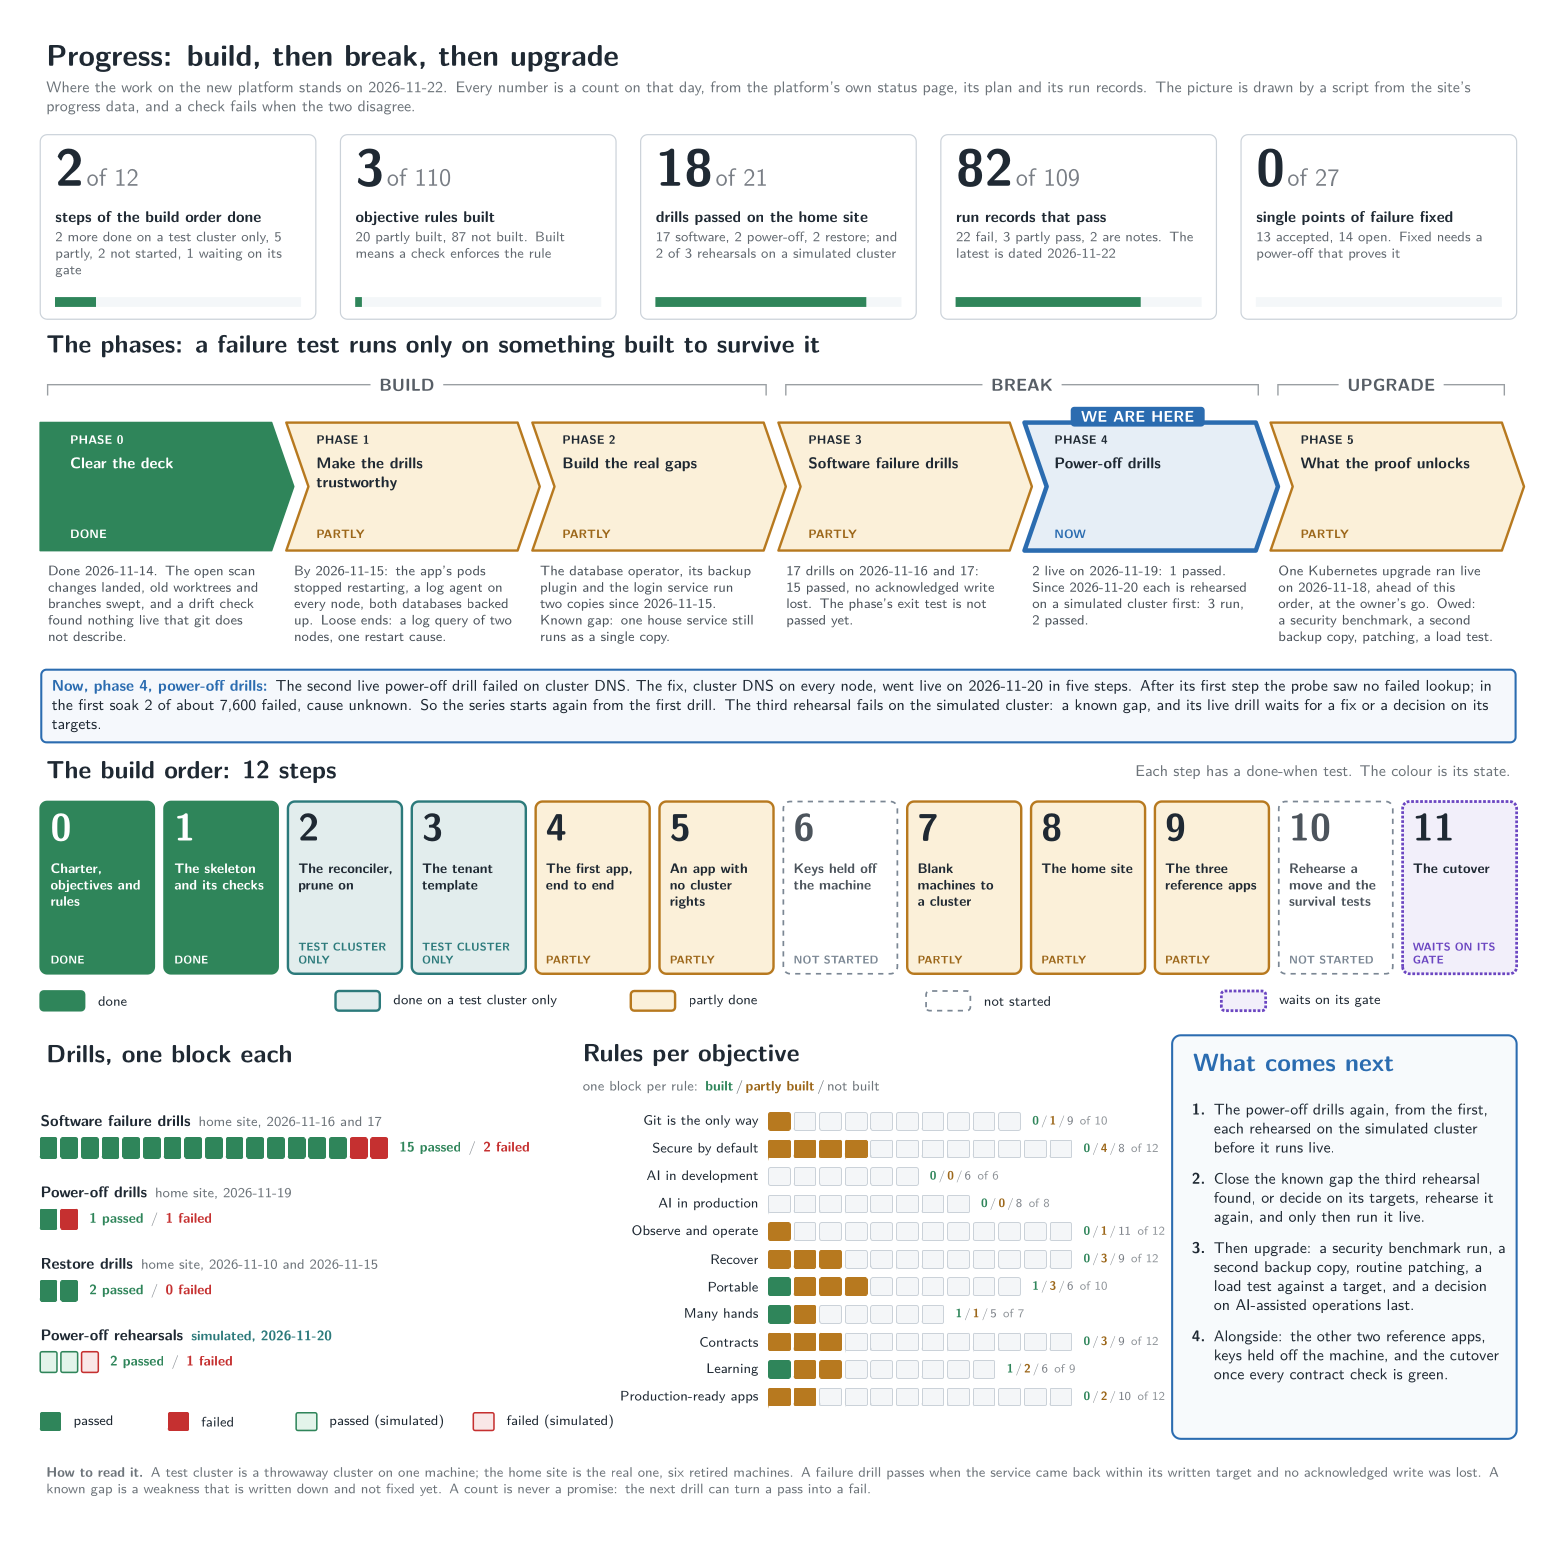 Progress: build, then break, then upgrade
Where the work on the new platform stands on 2026-11-22. Every number is a count on that day, from the platform's own status page, its plan and its run records. The picture is drawn by a script from the site's
progress data, and a check fails when the two disagree.
2 of 12
steps of the build order done
2 more done on a test cluster only, 5
partly, 2 not started, 1 waiting on its
gate
3 of 110
objective rules built
20 partly built, 87 not built. Built
means a check enforces the rule
18 of 21
drills passed on the home site
17 software, 2 power-off, 2 restore; and
2 of 3 rehearsals on a simulated cluster
82 of 109
run records that pass
22 fail, 3 partly pass, 2 are notes. The
latest is dated 2026-11-22
0 of 27
single points of failure fixed
13 accepted, 14 open. Fixed needs a
power-off that proves it
The phases: a failure test runs only on something built to survive it
BUILD
BREAK
UPGRADE
WE ARE HERE
PHASE 0
Clear the deck
DONE
PHASE 1
Make the drills
trustworthy
PARTLY
PHASE 2
Build the real gaps
PARTLY
PHASE 3
Software failure drills
PARTLY
PHASE 4
Power-off drills
NOW
PHASE 5
What the proof unlocks
PARTLY
Done 2026-11-14. The open scan
changes landed, old worktrees and
branches swept, and a drift check
found nothing live that git does
not describe.
By 2026-11-15: the app's pods
stopped restarting, a log agent on
every node, both databases backed
up. Loose ends: a log query of two
nodes, one restart cause.
The database operator, its backup
plugin and the login service run
two copies since 2026-11-15.
Known gap: one house service still
runs as a single copy.
17 drills on 2026-11-16 and 17:
15 passed, no acknowledged write
lost. The phase's exit test is not
passed yet.
2 live on 2026-11-19: 1 passed.
Since 2026-11-20 each is rehearsed
on a simulated cluster first: 3 run,
2 passed.
One Kubernetes upgrade ran live
on 2026-11-18, ahead of this
order, at the owner's go. Owed:
a security benchmark, a second
backup copy, patching, a load test.
Now, phase 4, power-off drills: The second live power-off drill failed on cluster DNS. The fix, cluster DNS on every node, went live on 2026-11-20 in five steps. After its first step the probe saw no failed lookup; in
the first soak 2 of about 7,600 failed, cause unknown. So the series starts again from the first drill. The third rehearsal fails on the simulated cluster: a known gap, and its live drill waits for a fix or a decision on its
targets.
The build order: 12 steps
Each step has a done-when test. The colour is its state.
0
Charter,
objectives and
rules
DONE
1
The skeleton
and its checks
DONE
2
The reconciler,
prune on
TEST CLUSTER
ONLY
3
The tenant
template
TEST CLUSTER
ONLY
4
The first app,
end to end
PARTLY
5
An app with
no cluster
rights
PARTLY
6
Keys held off
the machine
NOT STARTED
7
Blank
machines to
a cluster
PARTLY
8
The home site
PARTLY
9
The three
reference apps
PARTLY
10
Rehearse a
move and the
survival tests
NOT STARTED
11
The cutover
WAITS ON ITS
GATE
done
done on a test cluster only
partly done
not started
waits on its gate
Drills, one block each
Software failure drills home site, 2026-11-16 and 17
15 passed / 2 failed
Power-off drills home site, 2026-11-19
1 passed / 1 failed
Restore drills home site, 2026-11-10 and 2026-11-15
2 passed / 0 failed
Power-off rehearsals simulated, 2026-11-20
2 passed / 1 failed
passed
failed
passed (simulated)
failed (simulated)
Rules per objective
one block per rule: built / partly built / not built
Git is the only way 0 / 1 / 9 of 10
Secure by default 0 / 4 / 8 of 12
AI in development 0 / 0 / 6 of 6
AI in production 0 / 0 / 8 of 8
Observe and operate 0 / 1 / 11 of 12
Recover 0 / 3 / 9 of 12
Portable 1 / 3 / 6 of 10
Many hands 1 / 1 / 5 of 7
Contracts 0 / 3 / 9 of 12
Learning 1 / 2 / 6 of 9
Production-ready apps 0 / 2 / 10 of 12
What comes next
1. The power-off drills again, from the first,
each rehearsed on the simulated cluster
before it runs live.
2. Close the known gap the third rehearsal
found, or decide on its targets, rehearse it
again, and only then run it live.
3. Then upgrade: a security benchmark run, a
second backup copy, routine patching, a
load test against a target, and a decision
on AI-assisted operations last.
4. Alongside: the other two reference apps,
keys held off the machine, and the cutover
once every contract check is green.
How to read it. A test cluster is a throwaway cluster on one machine; the home site is the real one, six retired machines. A failure drill passes when the service came back within its written target and no acknowledged write was lost. A
known gap is a weakness that is written down and not fixed yet. A count is never a promise: the next drill can turn a pass into a fail.